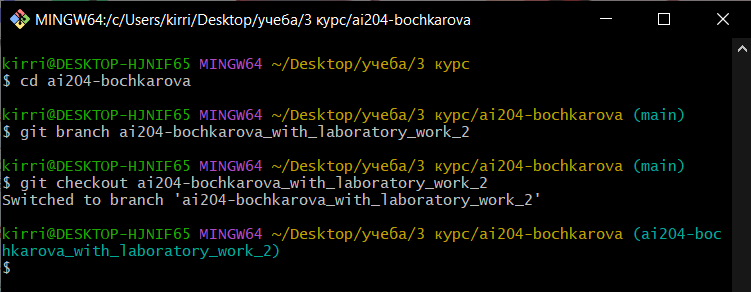 MINGW64:/c/Users/kirri/Desktop/учеба/3 курс/ai204-bochkarova
kirri@DESKTOP-HJNIF65 MINGW64 ~/Desktop/учеба/3 курс
$ cd ai204-bochkarova
kirri@DESKTOP-HJNIF65 MINGW64 ~/Desktop/учеба/3 курс/ai204-bochkarova (main)
$ git branch ai204-bochkarova_with_laboratory_work_2
kirri@DESKTOP-HJNIF65 MINGW64 ~/Desktop/учеба/3 курс/ai204-bochkarova (main)
$ git checkout ai204-bochkarova_with_laboratory_work_2
Switched to branch 'ai204-bochkarova_with_laboratory_work_2'
kirri@DESKTOP-HJNIF65 MINGW64 ~/Desktop/учеба/3 курс/ai204-bochkarova (ai204-boc
hkarova_with_laboratory_work_2)
$